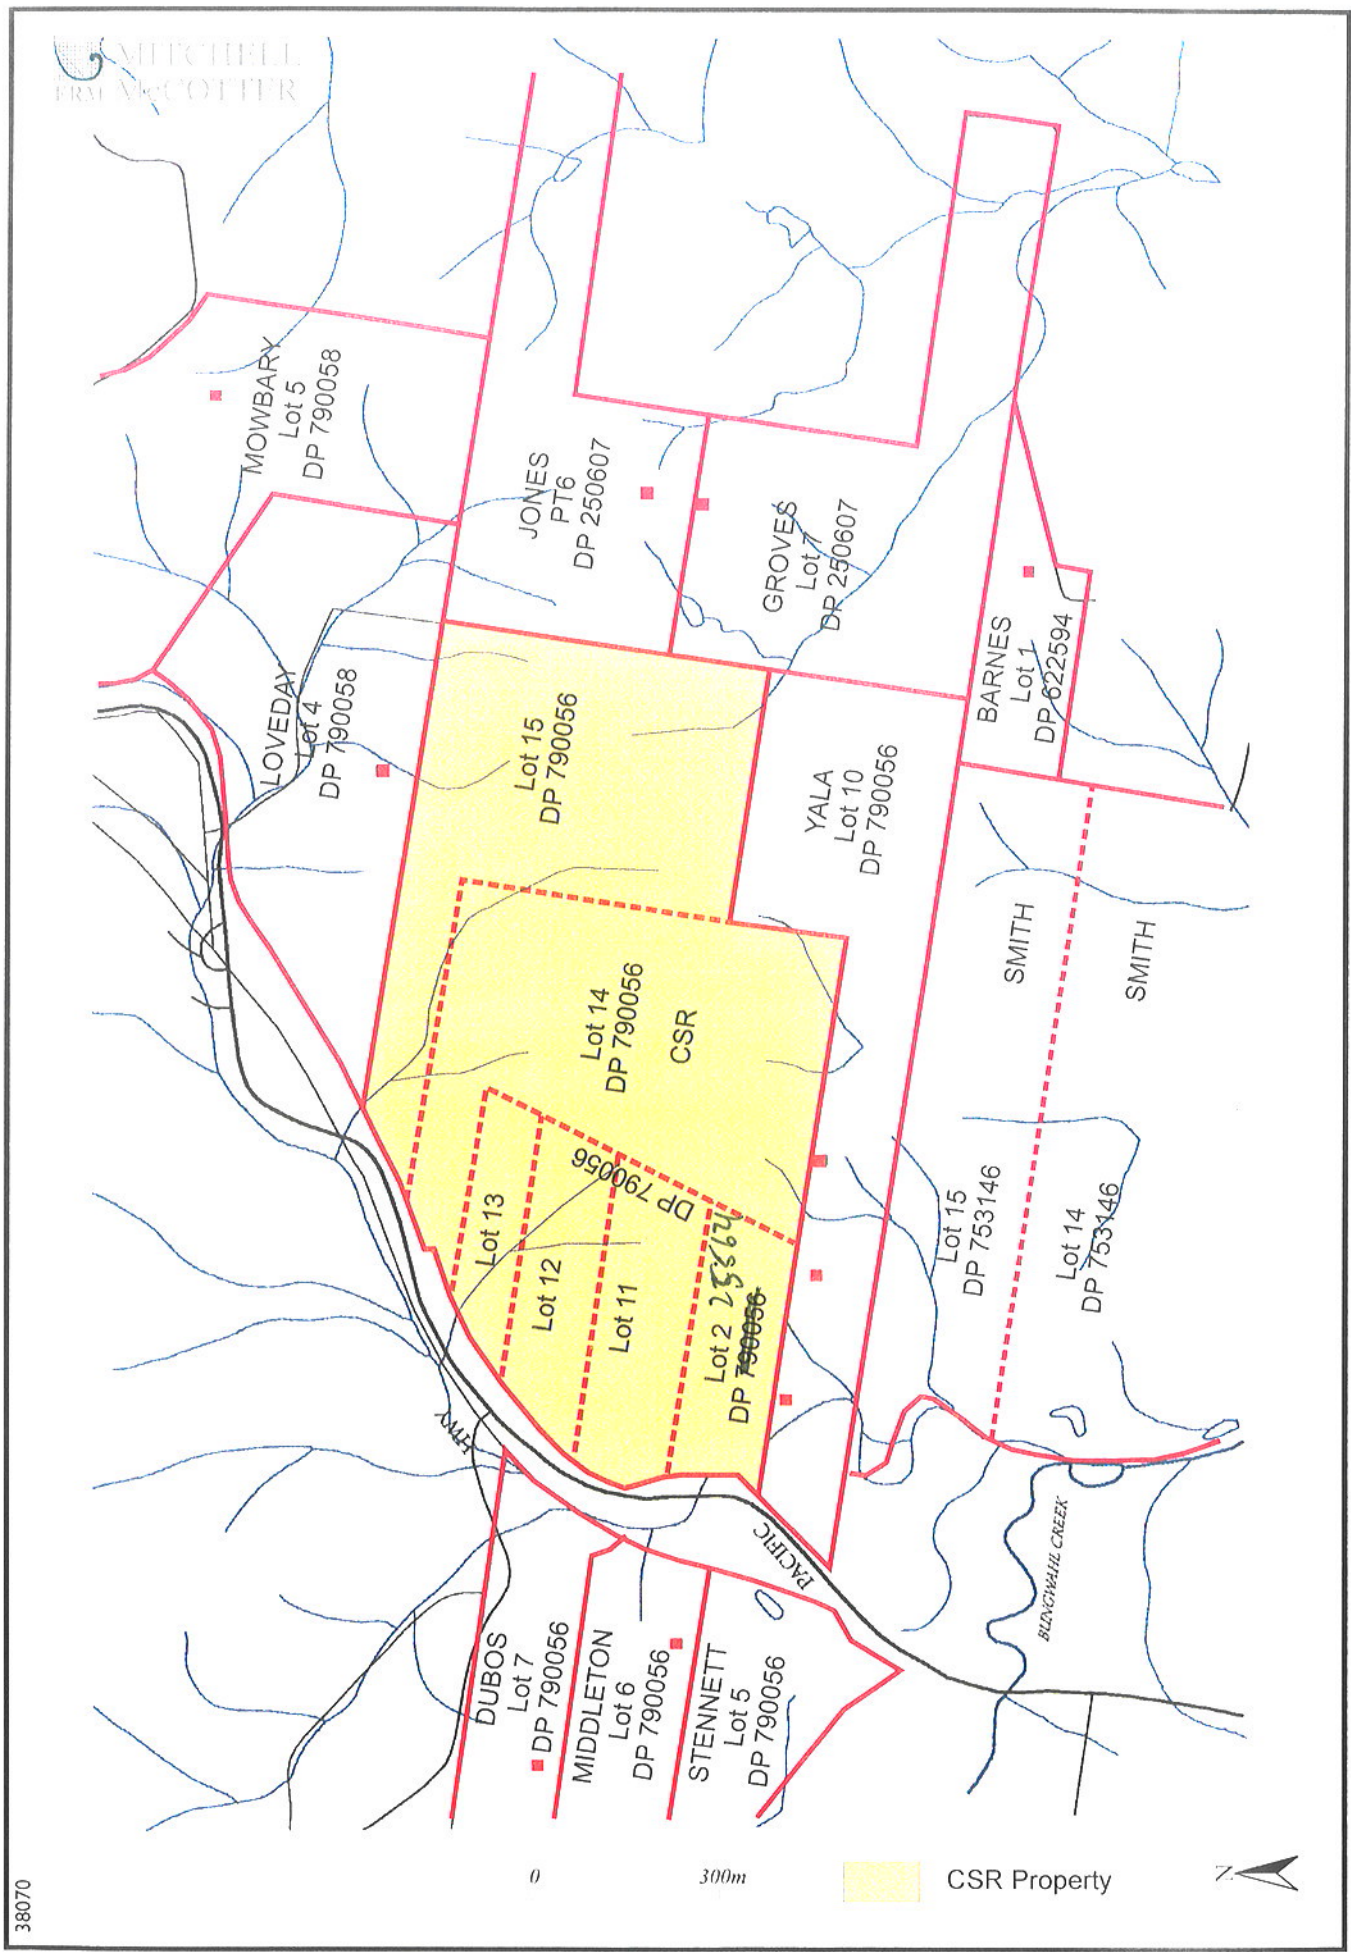 38070
ERM MITCHELL
McCOTTER
MOWBARY
Lot 5
DP 790058
LOVEDAY
Lot 4
DP 790058
JONES
PT6
DP 250607
GROVES
Lot 7
DP 250607
BARNES
Lot 1
DP 622594
Lot 15
DP 790056
YALA
Lot 10
DP 790056
Lot 14
DP 790056
CSR
SMITH
SMITH
Lot 13
Lot 12
Lot 11
DP 790056
Lot 2
DP 790056
Lot 15
DP 753146
Lot 14
DP 753146
HWY
PACIFIC
BUNGWAHL CREEK
DUBOS
Lot 7
DP 790056
MIDDLETON
Lot 6
DP 790056
STENNETT
Lot 5
DP 790056
0
300m
CSR Property
N